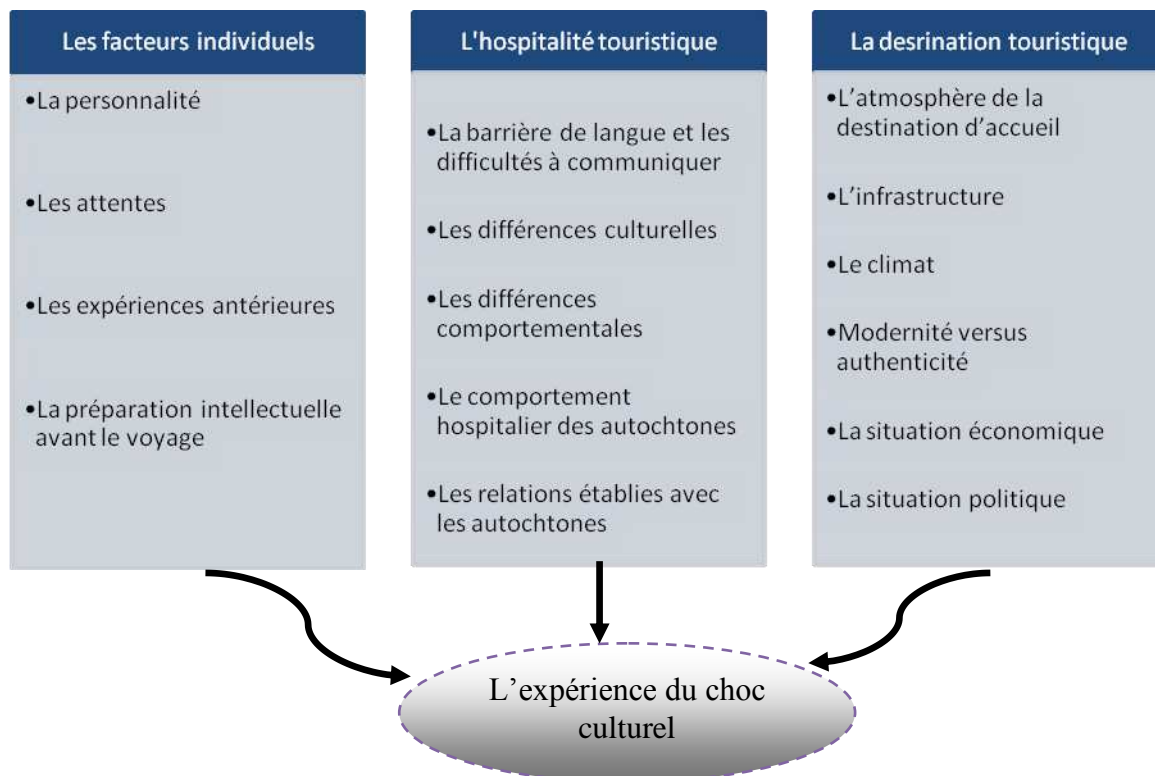 Les facteurs individuels
•La personnalité
•Les attentes
•Les expériences antérieures
•La préparation intellectuelle
avant le voyage
L'hospitalité touristique
•La barrière de langue et les
difficultés à communiquer
•Les différences culturelles
•Les différences
comportementales
•Le comportement
hospitalier des autochtones
•Les relations établies avec
les autochtones
La desrination touristique
•L'atmosphère de la
destination d'accueil
•L'infrastructure
•Le climat
•Modernité versus
authenticité
•La situation économique
•La situation politique
L'expérience du choc
culturel